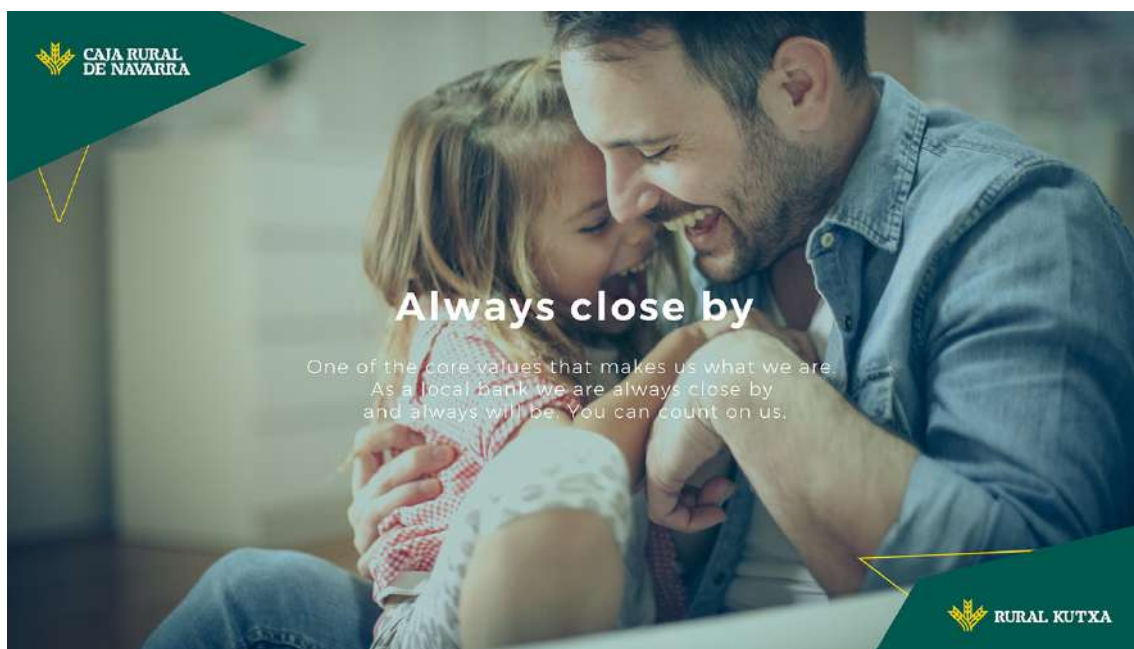 CAJA RURAL
DE NAVARRA
Always close by
One of the core values that makes us what we are.
As a local bank we are always close by
and always will be. You can count on us.
RURAL KUTXA